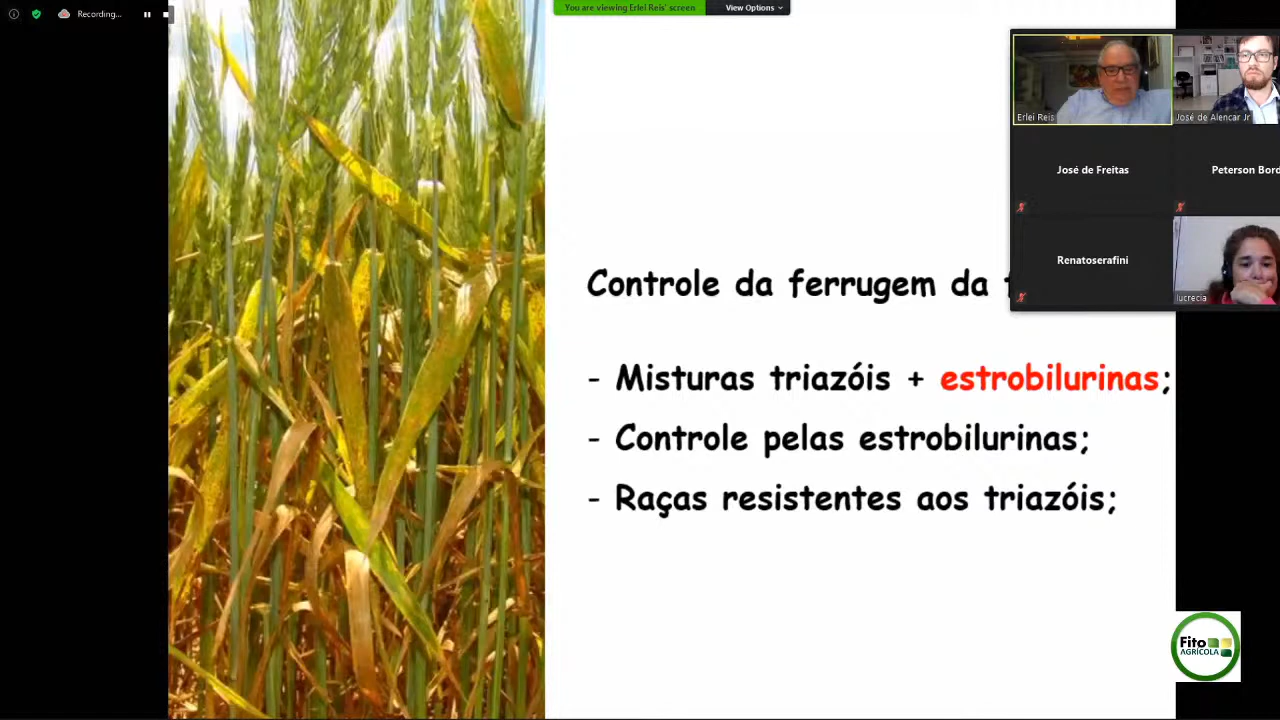 Recording...
You are viewing Erlei Reis' screen
View Options
Erlei Reis
José de Alencar Jr
José de Freitas
Peterson Bord
Renatoserafini
lucrecia
Controle da ferrugem da
- Misturas triazóis + estrobilurinas;
- Controle pelas estrobilurinas;
- Raças resistentes aos triazóis;
Fito
AGRÍCOLA